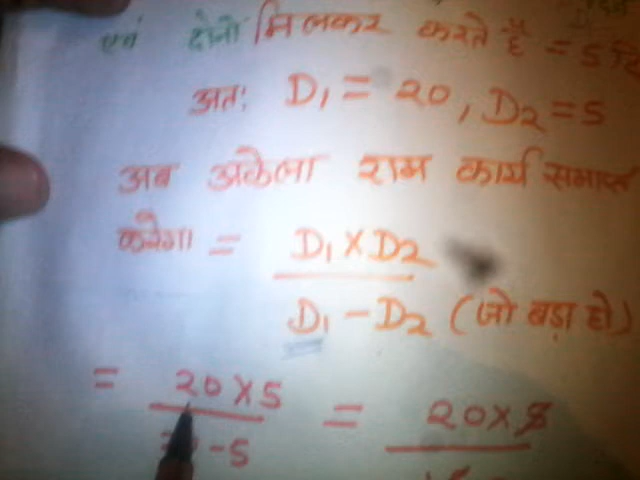 एवं दोनो मिलकर करते है = 5
अतः D1 = 20, D2 = 5
अब अकेला राम कार्य समाप्त
करेगा = D1 X D2
D1 - D2 (जो बड़ा हो)
= 20 X 5 = 20 X 5
- 5